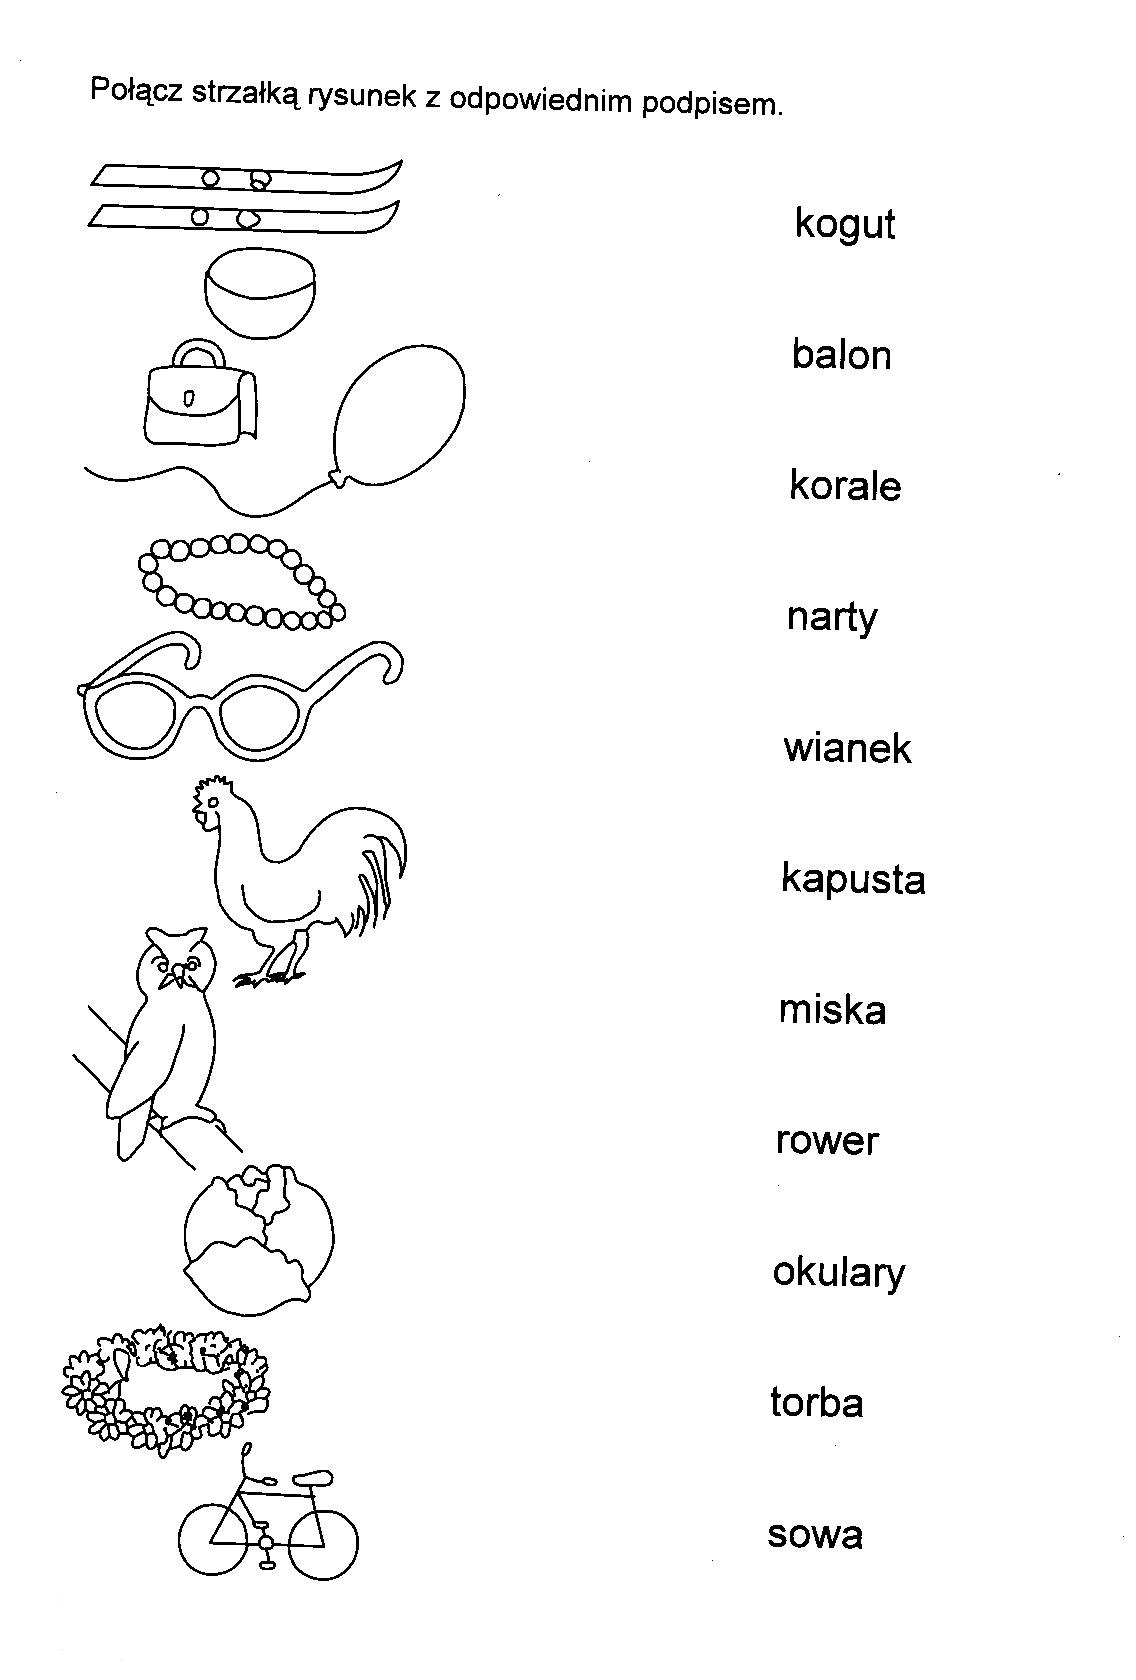 Połącz strzałką rysunek z odpowiednim podpisem.
kogut
balon
korale
narty
wianek
kapusta
miska
rower
okulary
torba
sowa